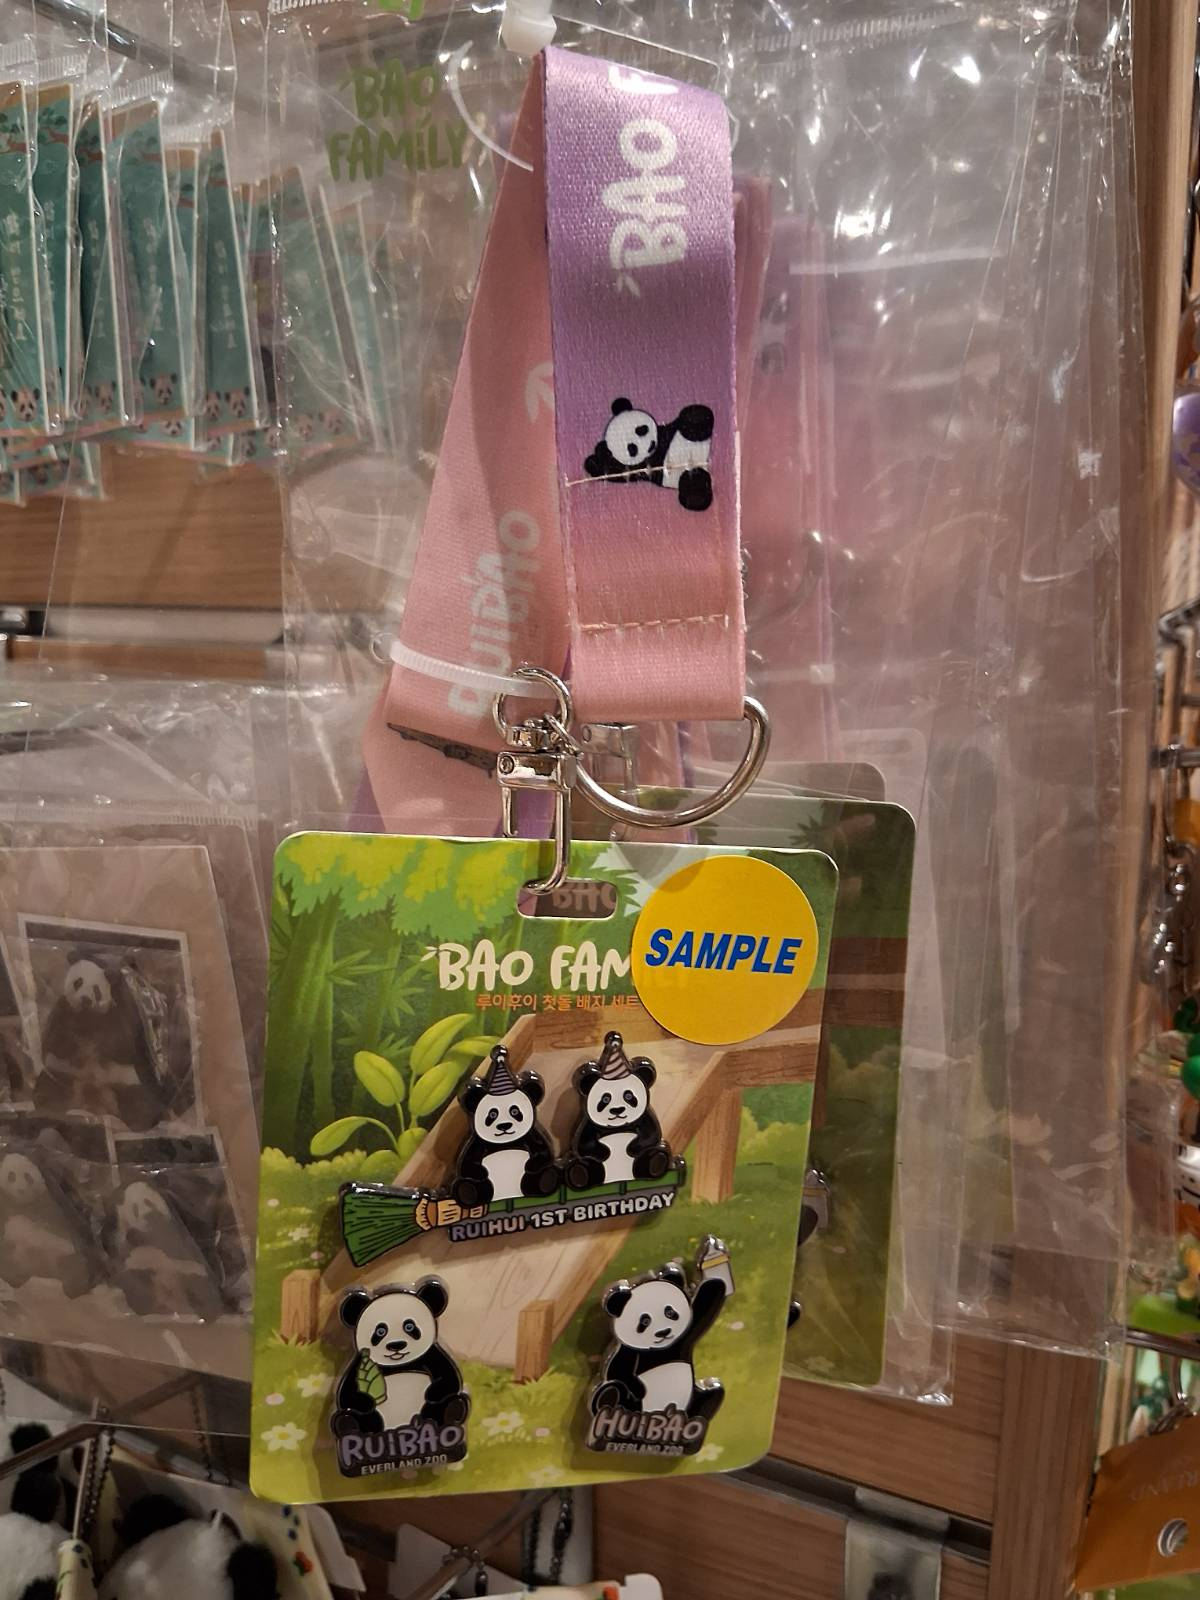 BAO
FAMiLY
BAO F
RUiBAO
BAO
BAO FAM
SAMPLE
루이후이 첫돌 배지 세트
RUIHUI 1ST BIRTHDAY
RUiBAO
EVERLAND ZOO
HUiBAO
EVERLAND ZOO